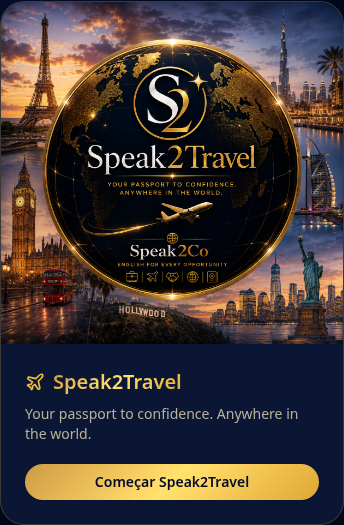 S2
Speak2Travel
YOUR PASSPORT TO CONFIDENCE.
ANYWHERE IN THE WORLD.
Speak2Co
ENGLISH FOR EVERY OPPORTUNITY
HOLLYWOOD
Speak2Travel
Your passport to confidence. Anywhere in
the world.
Começar Speak2Travel